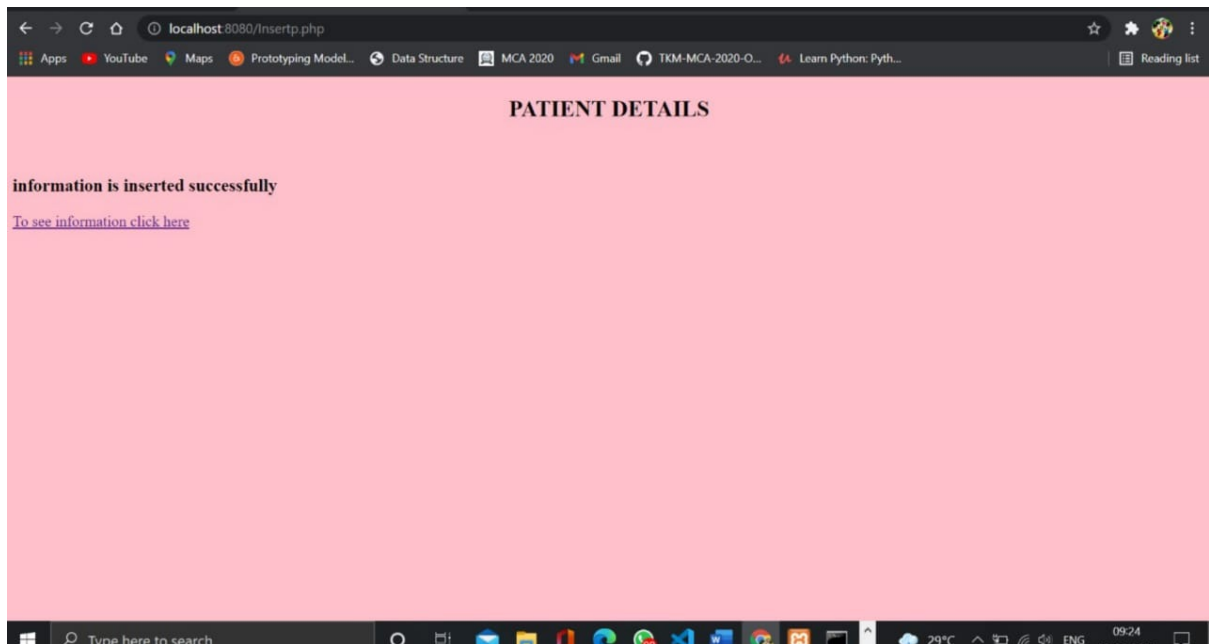 localhost:8080/Insertp.php
Apps YouTube Maps Prototyping Model... Data Structure MCA 2020 Gmail TKM-MCA-2020-O... Learn Python: Pyth... Reading list
PATIENT DETAILS
information is inserted successfully
To see information click here
Type here to search 29°C ENG 09:24